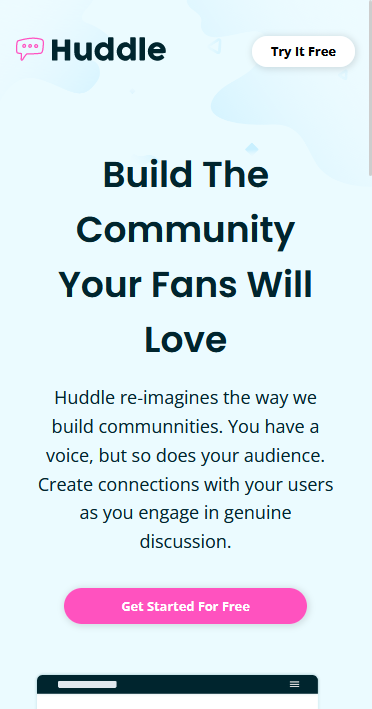 Huddle
Try It Free
Build The
Community
Your Fans Will
Love
Huddle re-imagines the way we
build communnities. You have a
voice, but so does your audience.
Create connections with your users
as you engage in genuine
discussion.
Get Started For Free